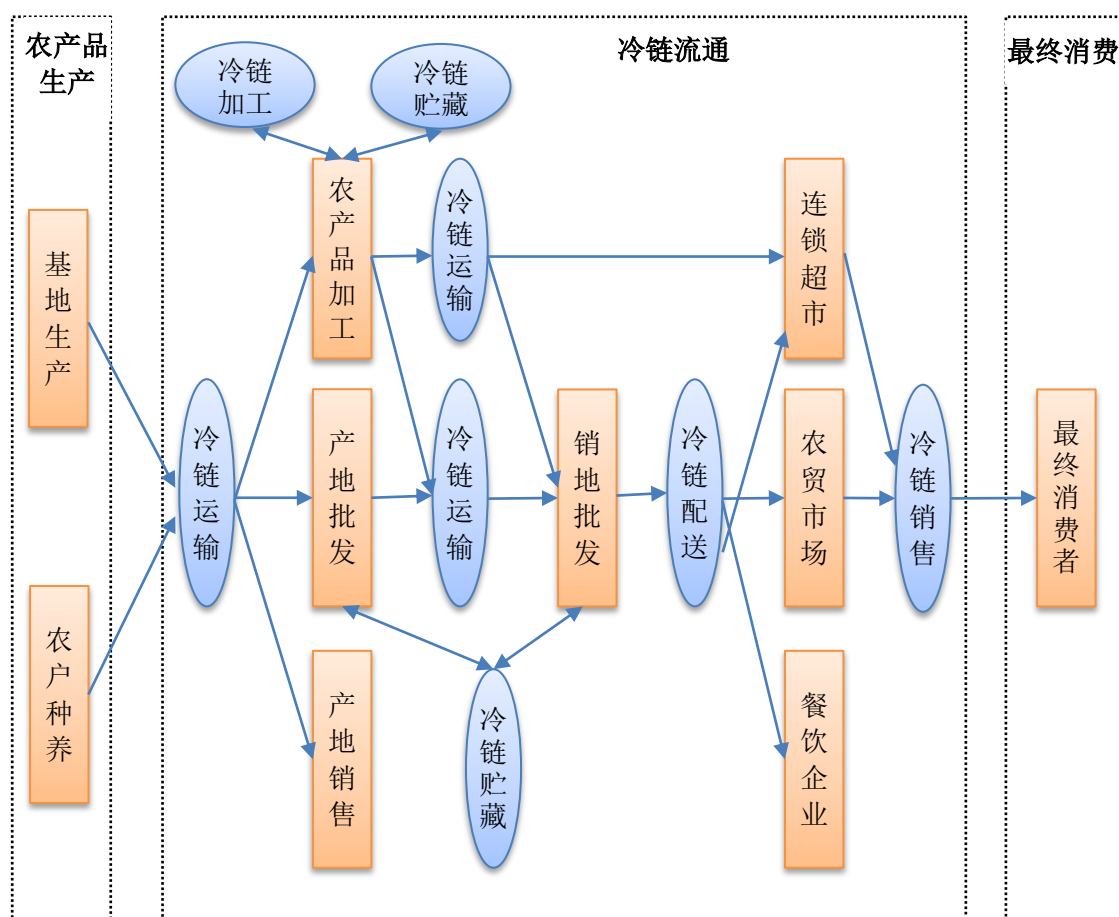 农产品
生产
冷链流通
最终消费
冷链
加工
冷链
贮藏
基地生产
农户种养
冷链运输
农产品加工
产地批发
产地销售
冷链运输
冷链运输
冷链贮藏
销地批发
冷链配送
连锁超市
农贸市场
餐饮企业
冷链销售
最终消费者